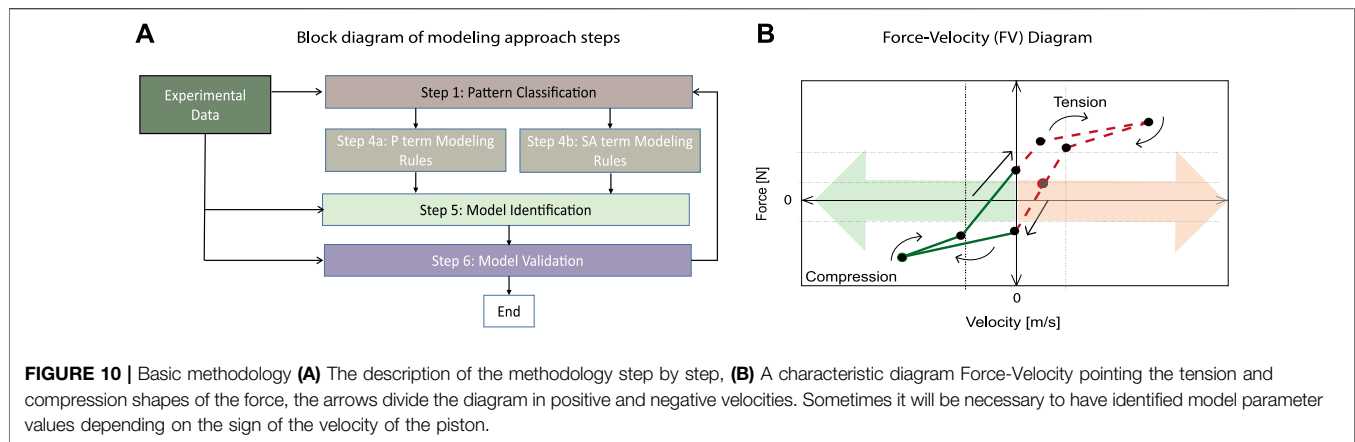 A
Block diagram of modeling approach steps
Experimental
Data
Step 1: Pattern Classification
Step 4a: P term Modeling
Rules
Step 4b: SA term Modeling
Rules
Step 5: Model Identification
Step 6: Model Validation
End
B
Force-Velocity (FV) Diagram
Tension
Force [N]
0
Compression
0
Velocity [m/s]
FIGURE 10 | Basic methodology (A) The description of the methodology step by step, (B) A characteristic diagram Force-Velocity pointing the tension and
compression shapes of the force, the arrows divide the diagram in positive and negative velocities. Sometimes it will be necessary to have identified model parameter
values depending on the sign of the velocity of the piston.